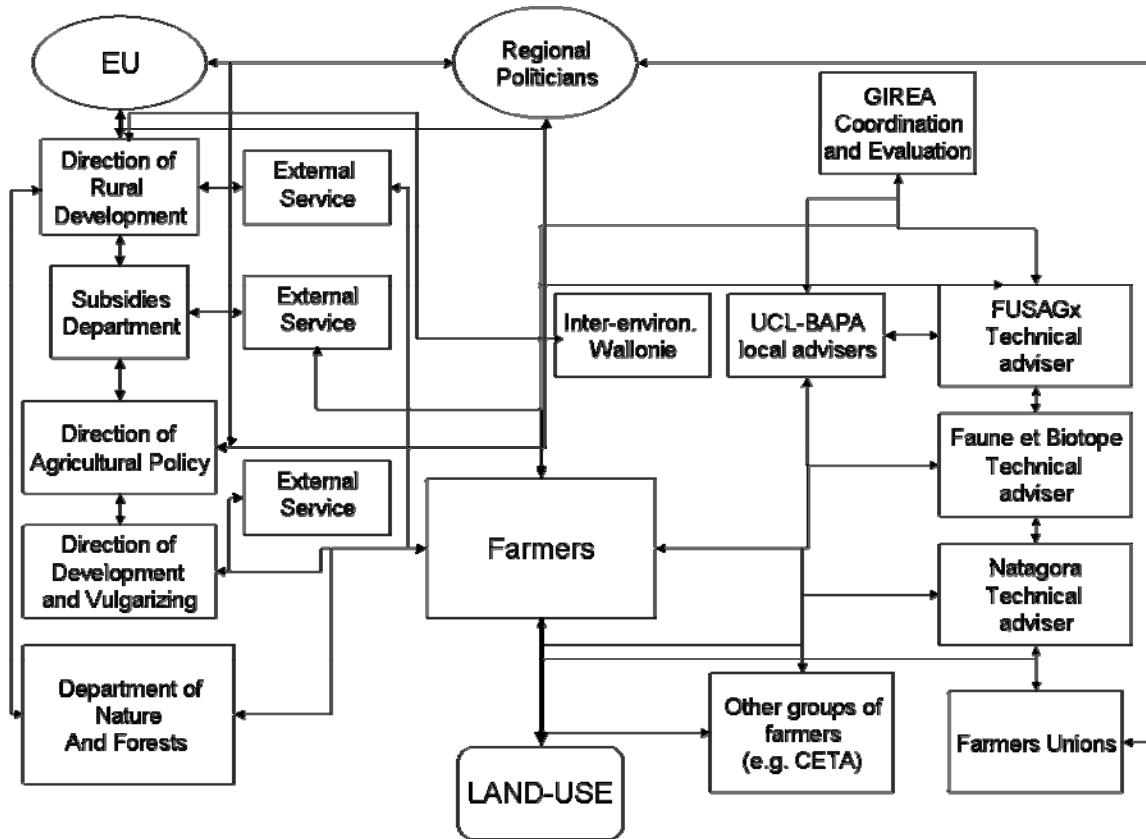 EU
Regional
Politicians
GIREA
Coordination
and Evaluation
Direction of
Rural
Development
External
Service
Subsidies
Department
External
Service
Inter-environ.
Wallonie
UCL-BAPA
local advisers
FUSAGx
Technical
adviser
Direction of
Agricultural Policy
External
Service
Farmers
Faune et Biotope
Technical
adviser
Direction of
Development
and Vulgarizing
Natagora
Technical
adviser
Department of
Nature
And Forests
LAND-USE
Other groups of
farmers
(e.g. CETA)
Farmers Unions